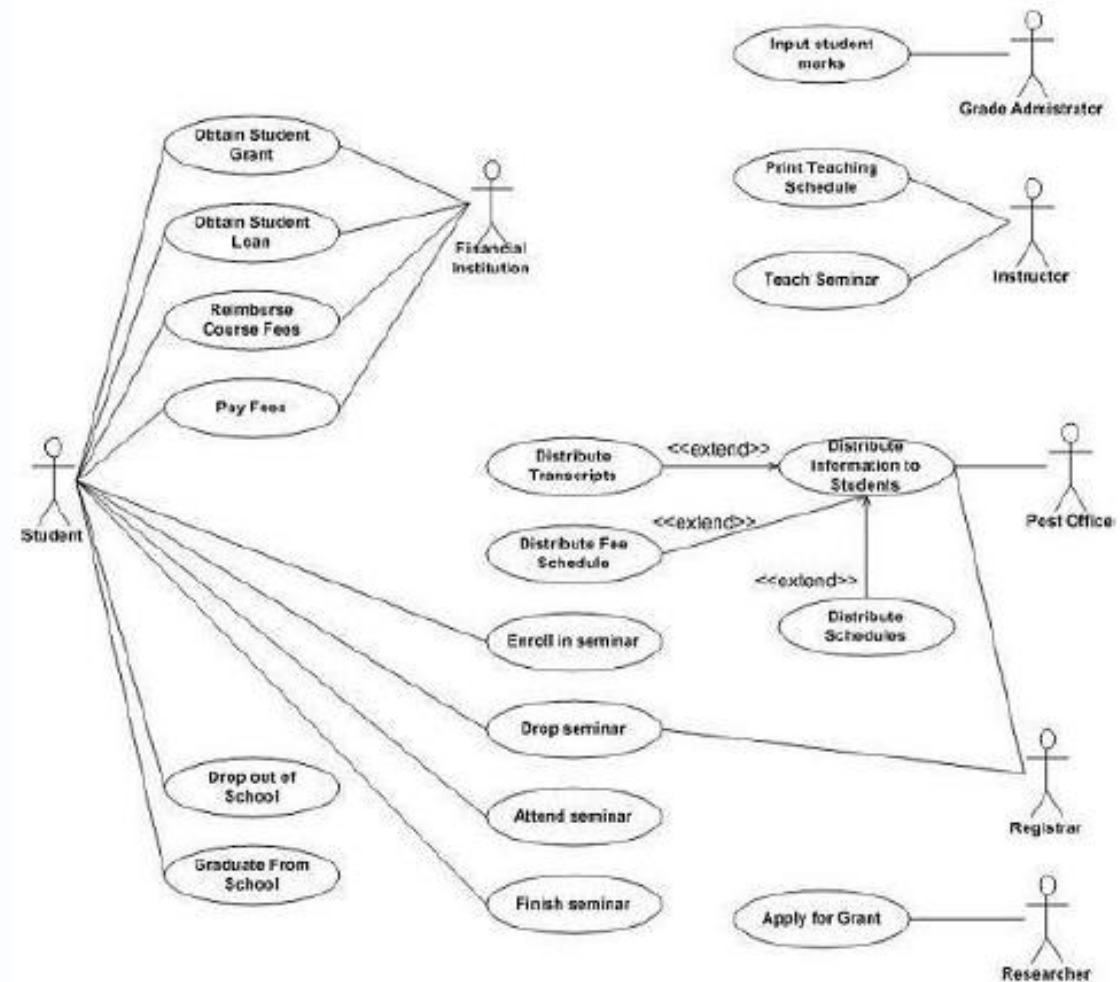 Input student
marks
Grade Admistrator
Obtain Student
Grant
Print Teaching
Schedule
Obtain Student
Loan
Financial
Institution
Teach Seminar
Instructor
Reimburse
Course Fees
Pay Fees
Student
Distribute
Transcripts
<<extend>>
Distribute
Information to
Students
Post Office
<<extend>>
Distribute Fee
Schedule
<<extend>>
Distribute
Schedules
Enroll in seminar
Drop seminar
Drop out of
School
Attend seminar
Registrar
Graduate From
School
Finish seminar
Apply for Grant
Researcher